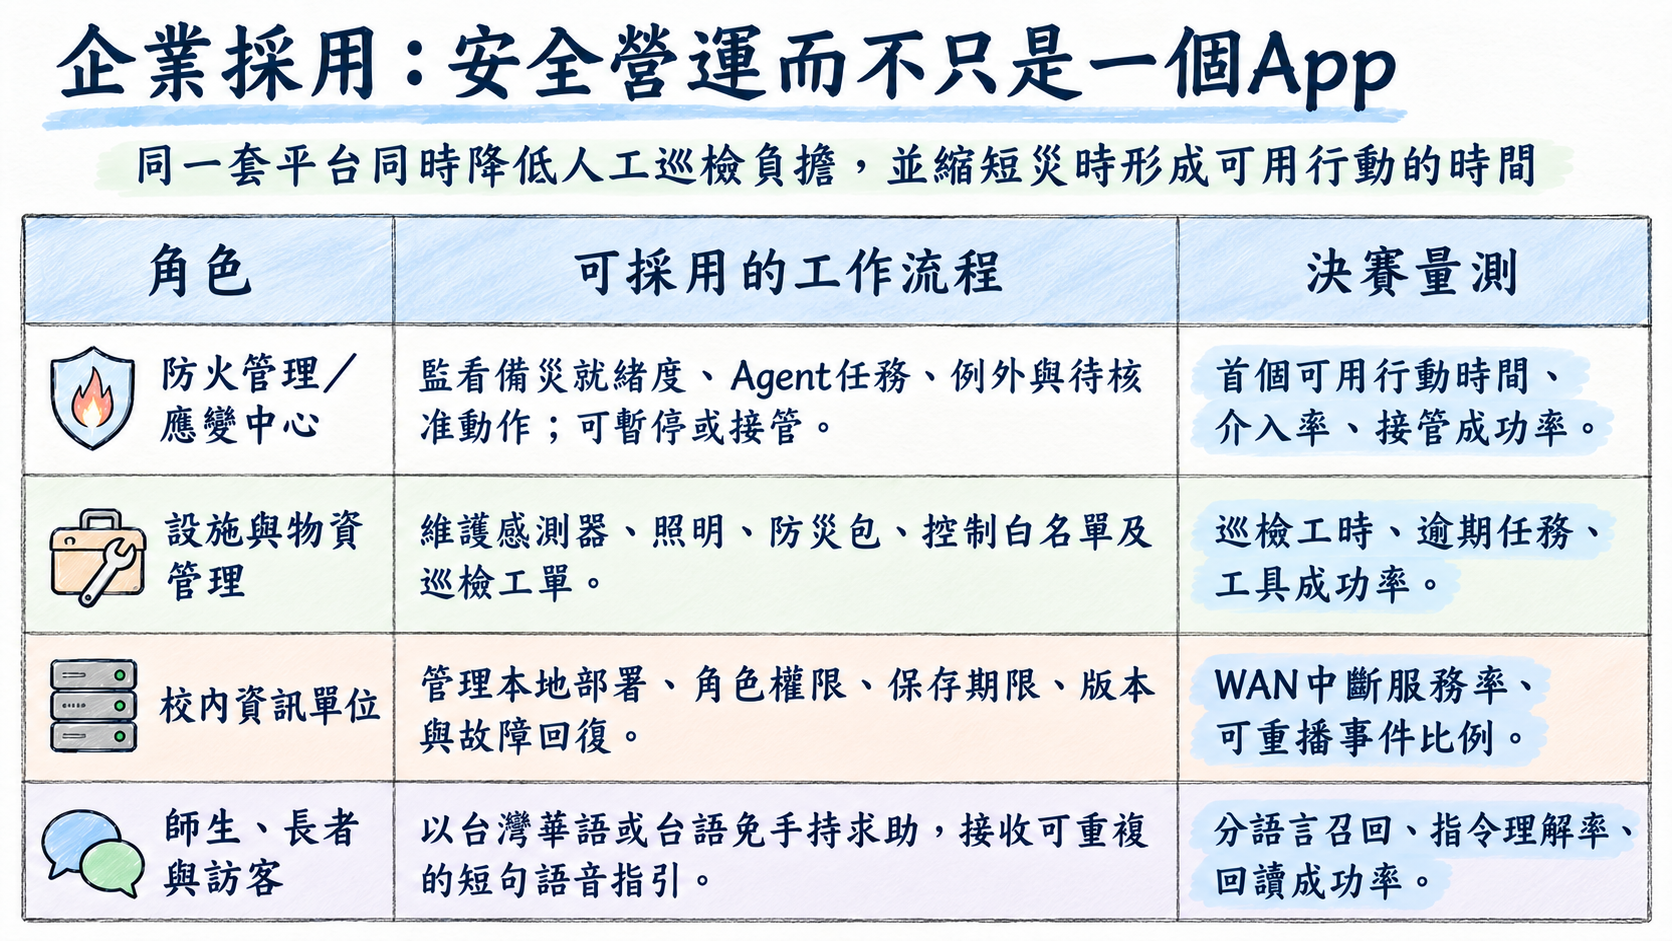 企業採用：安全營運而不只是一個App
同一套平台同時降低人工巡檢負擔，並縮短災時形成可用行動的時間
角色
可採用的工作流程
決賽量測
防火管理／
應變中心
監看備災就緒度、Agent任務、例外與待核
准動作；可暫停或接管。
首個可用行動時間、
介入率、接管成功率。
設施與物資
管理
維護感測器、照明、防災包、控制白名單及
巡檢工單。
巡檢工時、逾期任務、
工具成功率。
校內資訊單位
管理本地部署、角色權限、保存期限、版本
與故障回復。
WAN中斷服務率、
可重播事件比例。
師生、長者
與訪客
以台灣華語或台語免手持求助，接收可重複
的短句語音指引。
分語言召回、指令理解率、
回讀成功率。